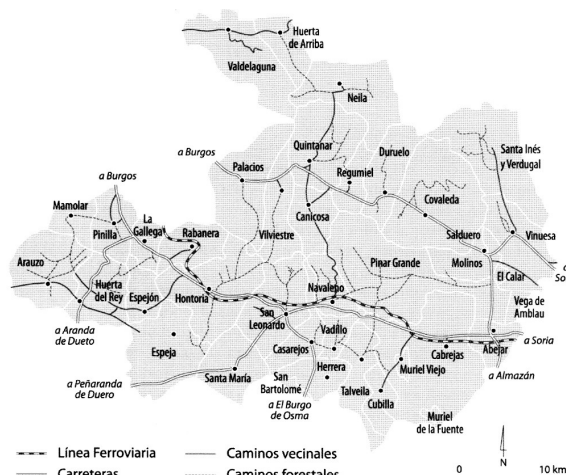 Huerta
de Arriba
Valdelaguna
Neila
Quintanar
Duruelo
Santa Inés
y Verdugal
a Burgos
Palacios
Regumiel
a Burgos
Mamolar
Covaleda
La
Gallega
Canicosa
Pinilla
Rabanera
Vilviestre
Salduero
Vinuesa
Arauzo
Pinar Grande
Molinos
a
So
El Calar
Huerta
del Rey
Espejón
Hontoria
Navaleno
Vega de
Amblau
San
Leonardo
Vadillo
a Aranda
de Dueto
a Soria
Espeja
Casarejos
Cabrejas
Abejar
Herrera
Muriel Viejo
a Peñaranda
de Duero
Santa María
San
Bartolomé
Talveila
a Almazán
a El Burgo
de Osma
Cubilla
Muriel
de la Fuente
Línea Ferroviaria
Caminos vecinales
N
Carreteras
Caminos forestales
0
10 km